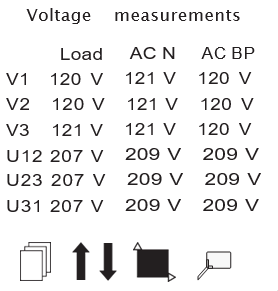 Voltage measurements
Load AC N AC BP
V1 120 V 121 V 120 V
V2 120 V 121 V 120 V
V3 121 V 121 V 120 V
U12 207 V 209 V 209 V
U23 207 V 209 V 209 V
U31 207 V 209 V 209 V